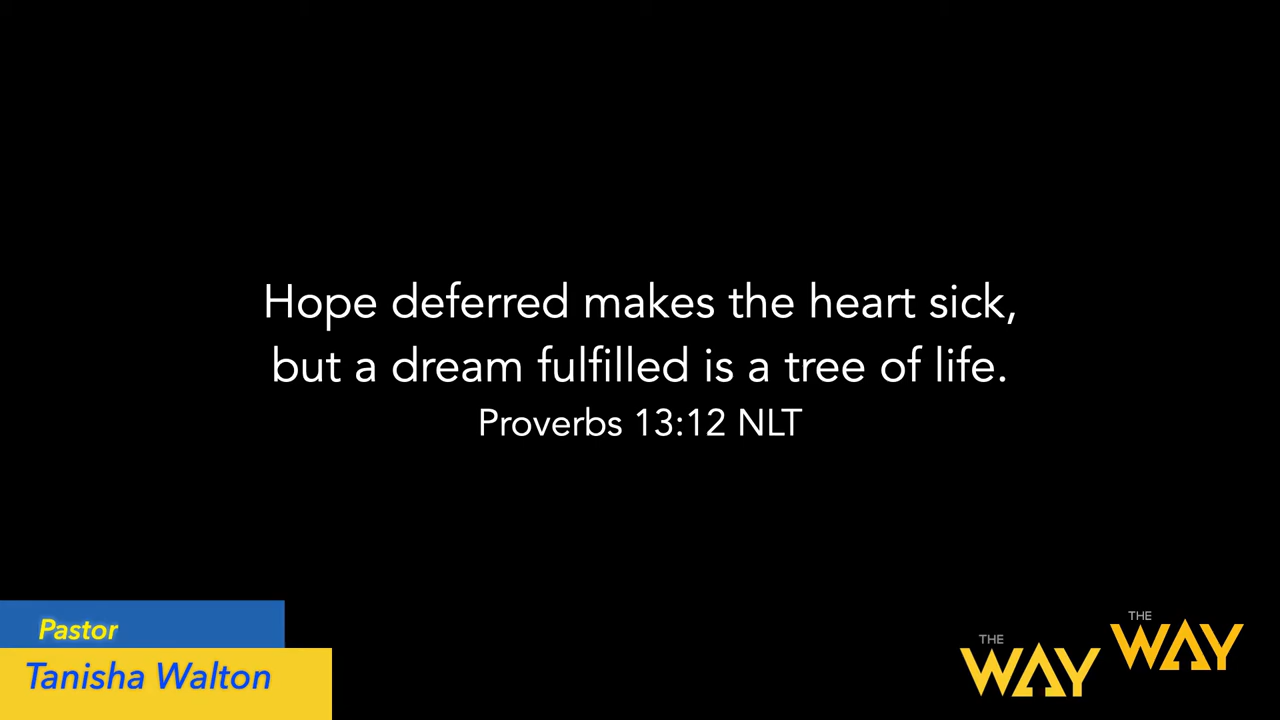 Hope deferred makes the heart sick,
but a dream fulfilled is a tree of life.
Proverbs 13:12 NLT
Pastor
Tanisha Walton
THE
WAY
THE
WAY